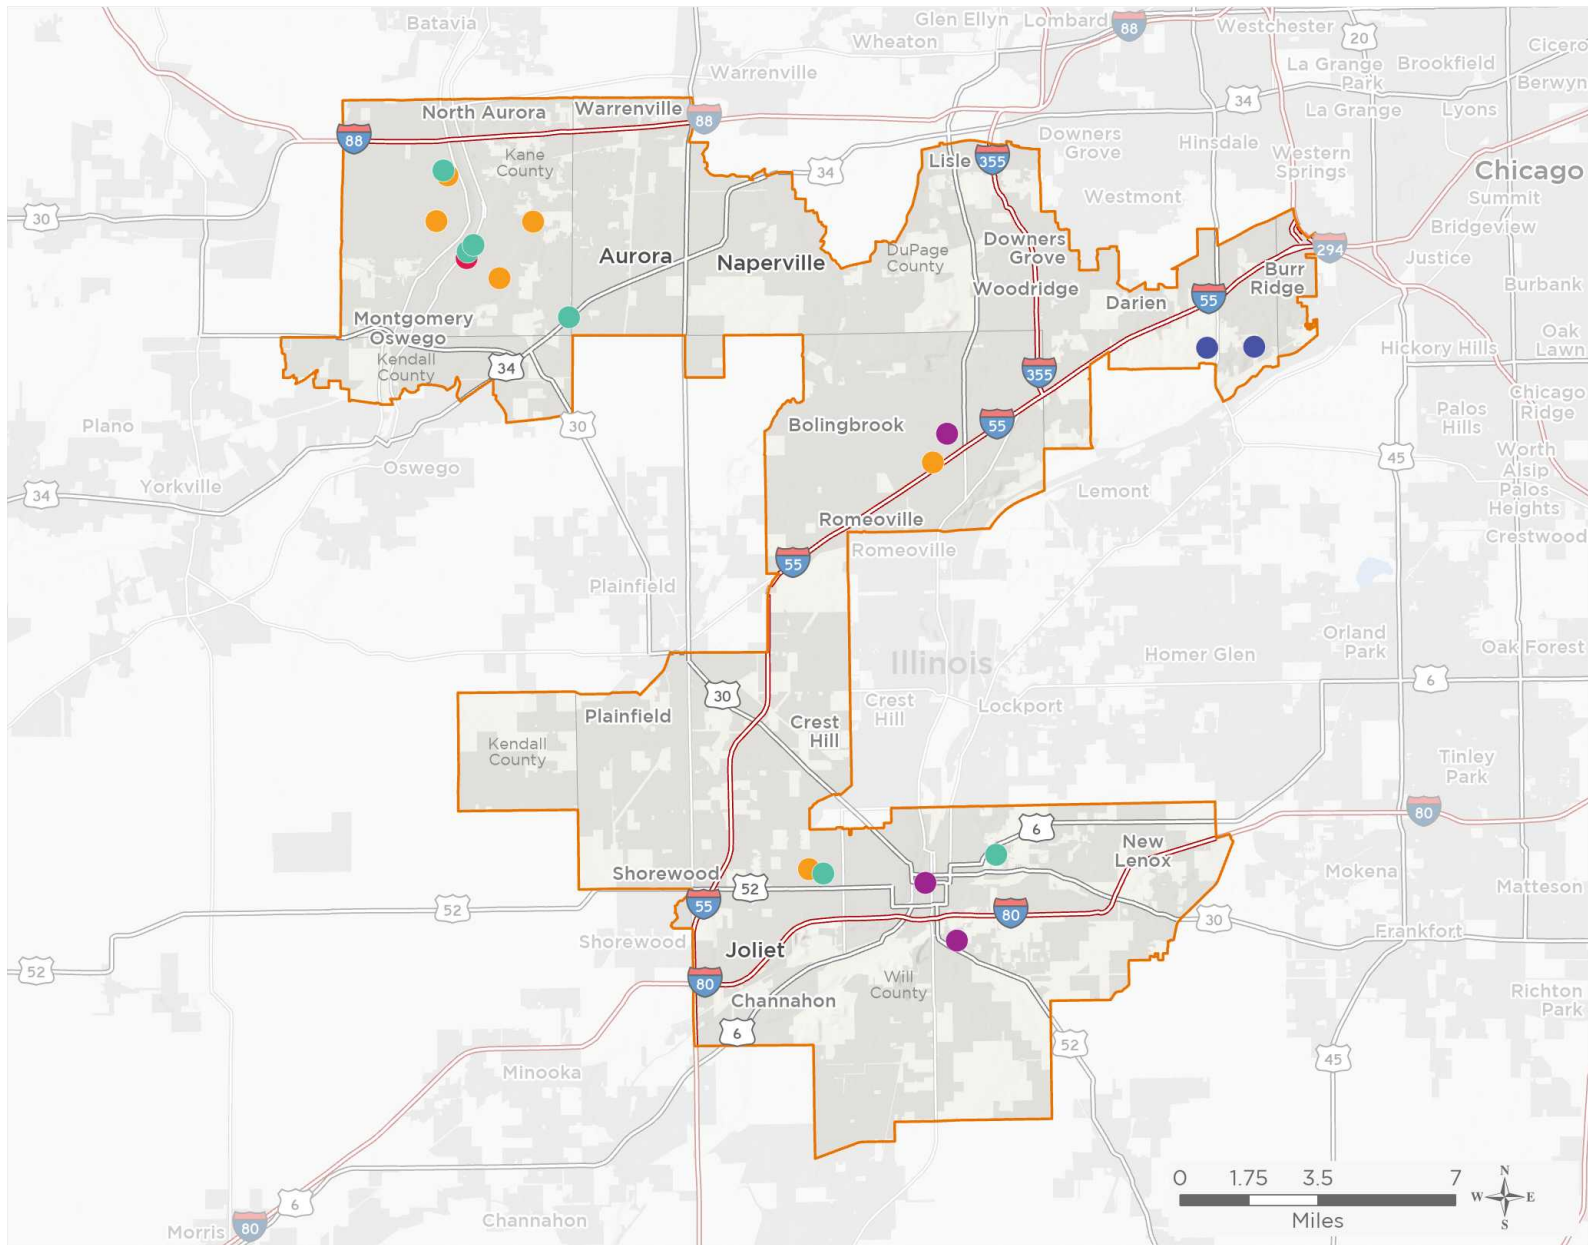 Batavia
Glen Ellyn
Lombard
88
Westchester
20
Cicero
Wheaton
Warrenville
La Grange
Park
Brookfield
Berwyn
North Aurora
Warrenville
88
34
La Grange
Lyons
88
Kane
County
Lisle
355
Downers
Grove
Hinsdale
Western
Springs
Chicago
34
Westmont
Summit
30
Bridgeview
Aurora
Naperville
DuPage
County
Downers
Grove
294
Justice
Woodridge
Darien
55
Burr
Ridge
Burbank
Montgomery
Oswego
Kendall
County
34
355
Hickory Hills
Oak
Lawn
Plano
30
Bolingbrook
55
Palos
Hills
Chicago
Ridge
Oswego
45
Worth
Alsip
Palos
Heights
Yorkville
34
Lemont
Romeoville
Romeoville
Crestwood
55
Plainfield
Illinois
Orland
Park
Homer Glen
Oak Forest
30
6
Plainfield
Crest
Hill
Crest
Hill
Lockport
Kendall
County
Tinley
Park
80
6
New
Lenox
Shorewood
52
Mokena
Matteson
52
55
80
30
Shorewood
Joliet
Frankfort
52
80
Will
County
Channahon
Richton
Park
6
52
45
Minooka
0
1.75
3.5
7
Miles
N
W
E
S
6
Morris
80
Channahon